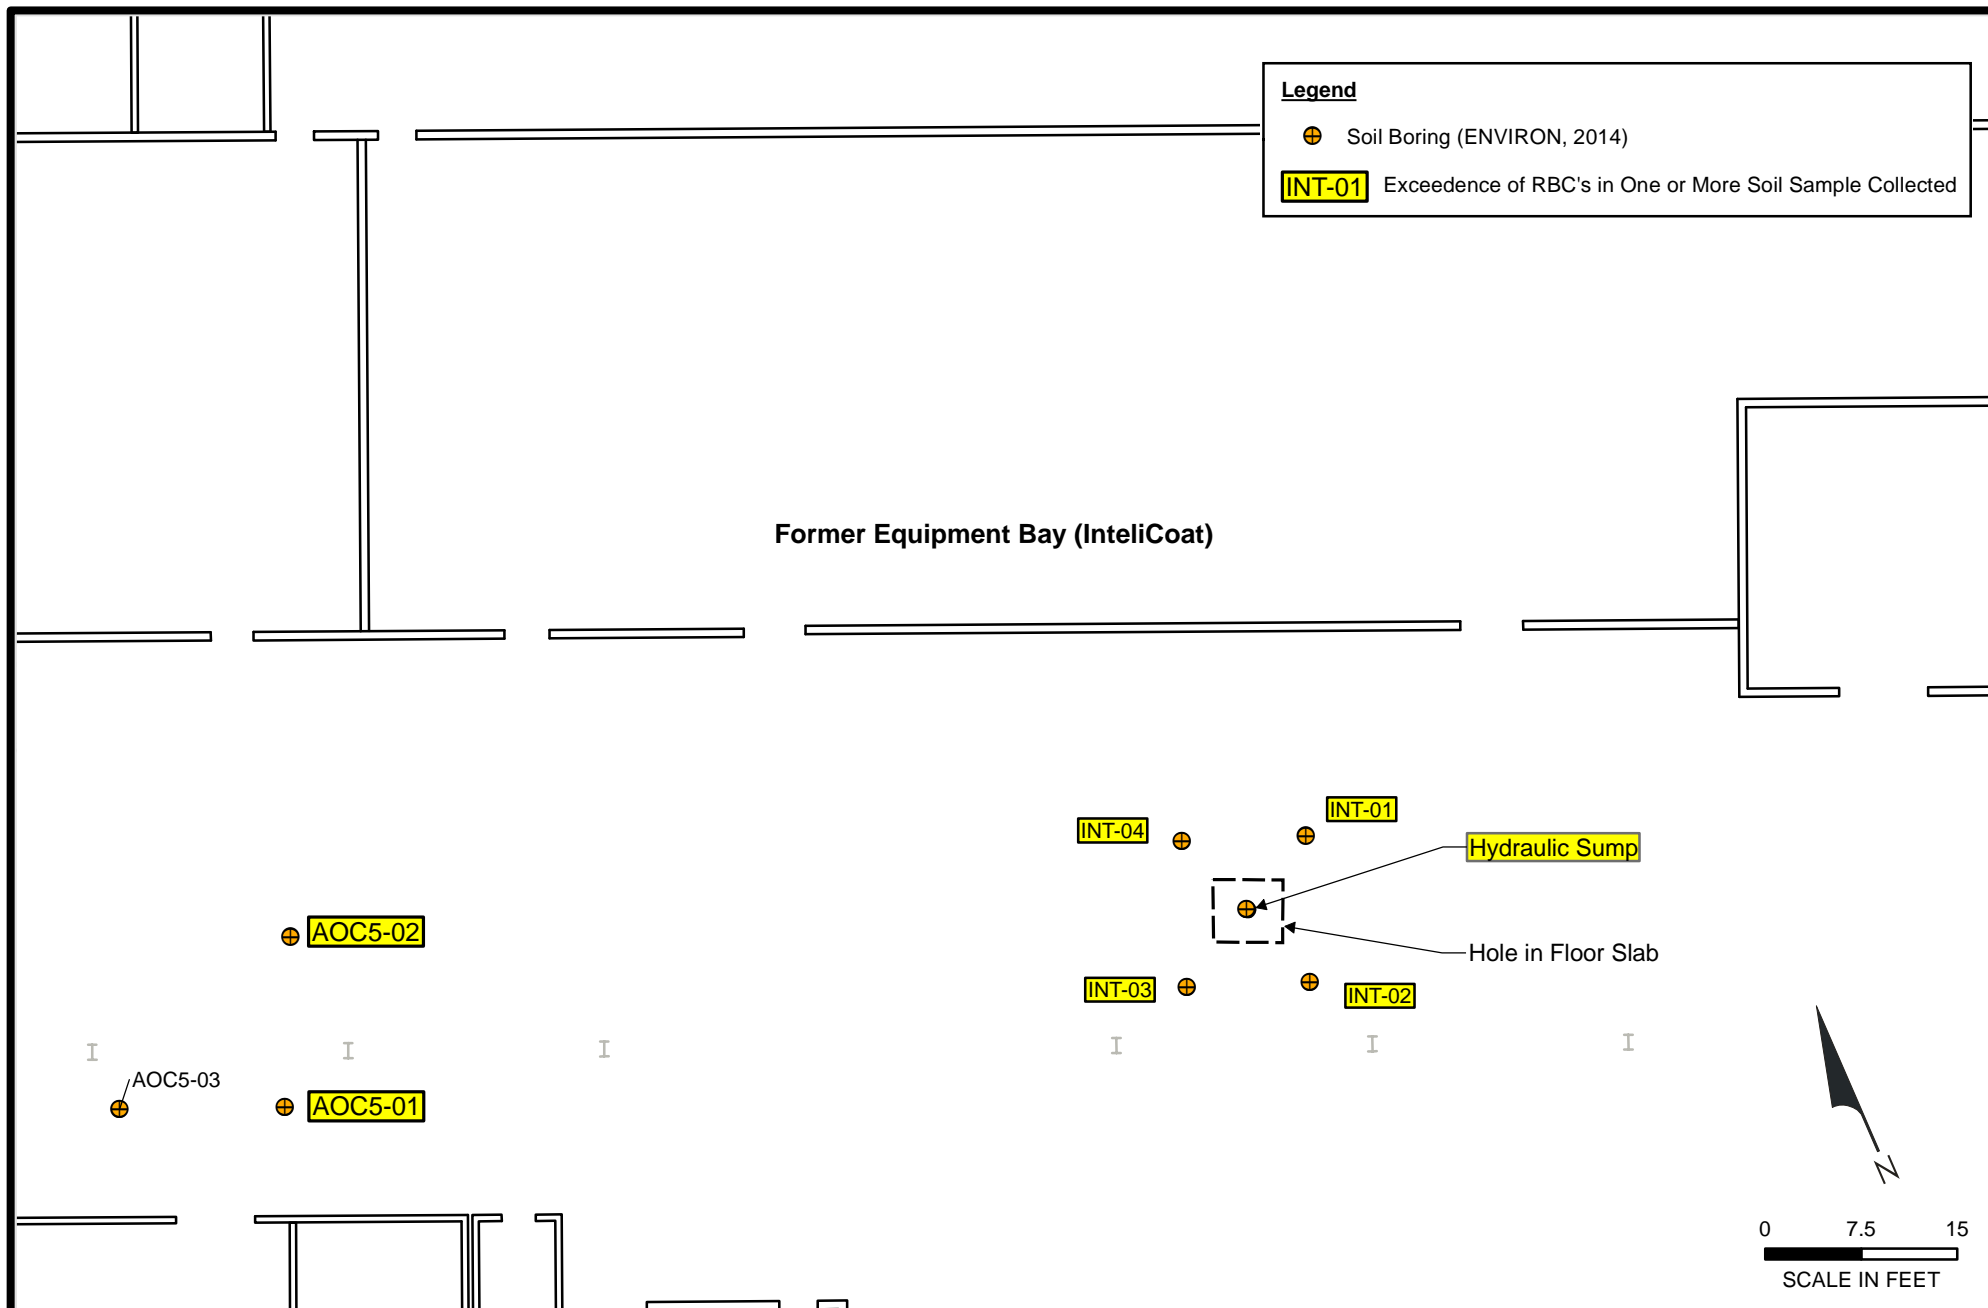 Legend
Soil Boring (ENVIRON, 2014)
INT-01 Exceedence of RBC's in One or More Soil Sample Collected
Former Equipment Bay (InteliCoat)
INT-01
INT-04
Hydraulic Sump
AOC5-02
Hole in Floor Slab
INT-03
INT-02
AOC5-03
AOC5-01
N
0 7.5 15
SCALE IN FEET